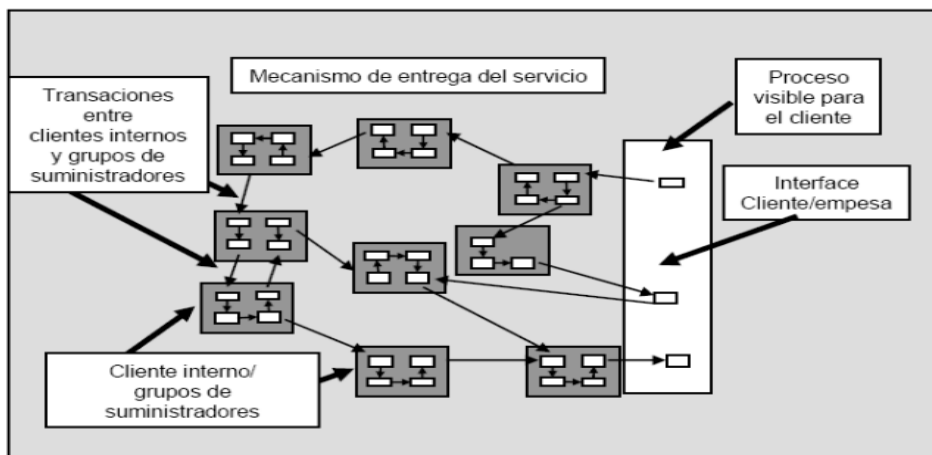 Mecanismo de entrega del servicio
Transaciones
entre
clientes internos
y grupos de
suministradores
Proceso
visible para
el cliente
Interface
Cliente/empesa
Cliente interno/
grupos de
suministradores